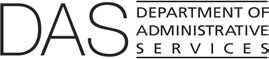 DAS
DEPARTMENT OF
ADMINISTRATIVE
SERVICES